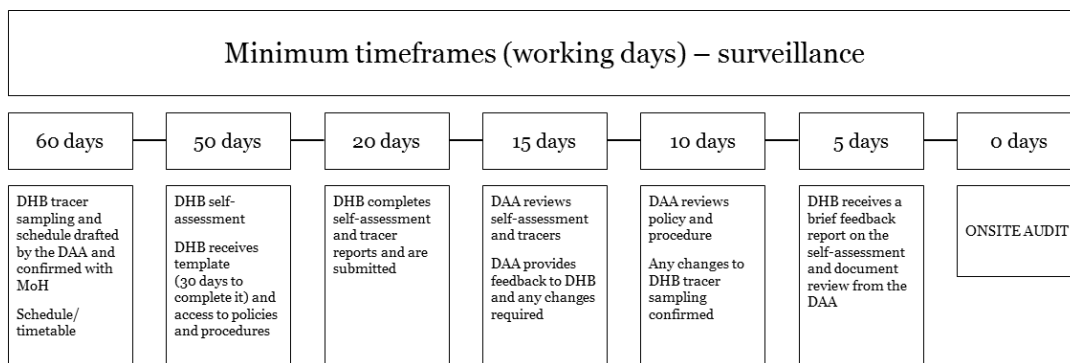 Minimum timeframes (working days) – surveillance
60 days
50 days
20 days
15 days
10 days
5 days
0 days
DHB tracer
sampling and
schedule drafted
by the DAA and
confirmed with
MoH
Schedule/
timetable
DHB self-
assessment
DHB receives
template
(30 days to
complete it) and
access to policies
and procedures
DHB completes
self-assessment
and tracer
reports and are
submitted
DAA reviews
self-assessment
and tracers
DAA provides
feedback to DHB
and any changes
required
DAA reviews
policy and
procedure
Any changes to
DHB tracer
sampling
confirmed
DHB receives a
brief feedback
report on the
self-assessment
and document
review from the
DAA
ONSITE AUDIT